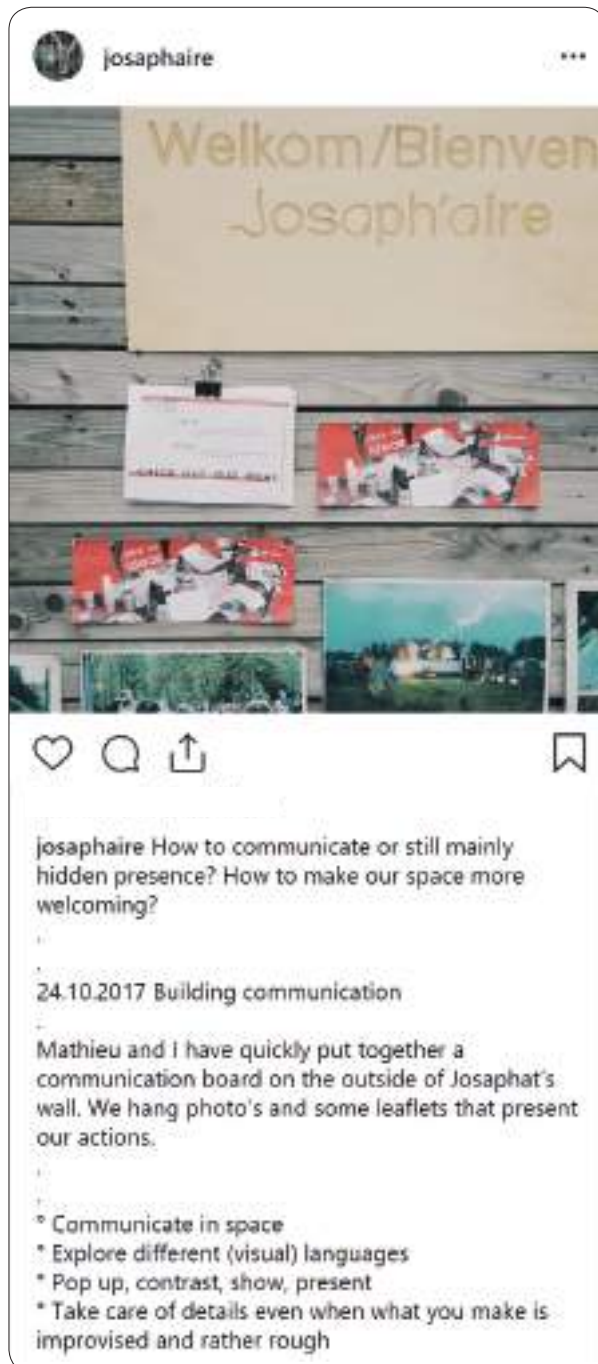 josaphaire
Welkom/Bienven
Josaph'aire
CHECK OUT OUR
josaphaire How to communicate or still mainly
hidden presence? How to make our space more
welcoming?
.
.
24.10.2017 Building communication
.
Mathieu and I have quickly put together a
communication board on the outside of Josaphat's
wall. We hang photo's and some leaflets that present
our actions.
.
.
* Communicate in space
* Explore different (visual) languages
* Pop up, contrast, show, present
* Take care of details even when what you make is
improvised and rather rough